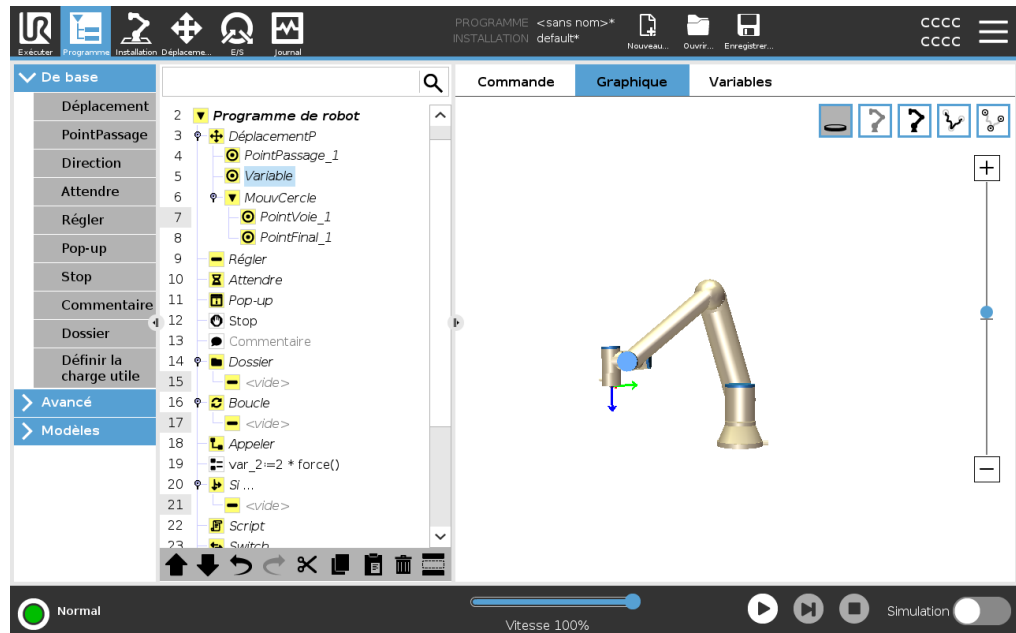 PROGRAMME <sans nom>*
INSTALLATION default*
Exécuter Programme Installation Déplaceme... E/S Journal
Nouveau... Ouvrir... Enregistrer...
cccc
cccc
De base
Déplacement
PointPassage
Direction
Attendre
Régler
Pop-up
Stop
Commentaire
Dossier
Définir la
charge utile
Avancé
Modèles
2 Programme de robot
3 DéplacementP
4 PointPassage_1
5 Variable
6 MouvCercle
7 PointVoie_1
8 PointFinal_1
9 Régler
10 Attendre
11 Pop-up
12 Stop
13 Commentaire
14 Dossier
15 <vide>
16 Boucle
17 <vide>
18 Appeler
19 var_2:=2 * force()
20 Si ...
21 <vide>
22 Script
23 Switch
Commande Graphique Variables
Normal
Vitesse 100%
Simulation